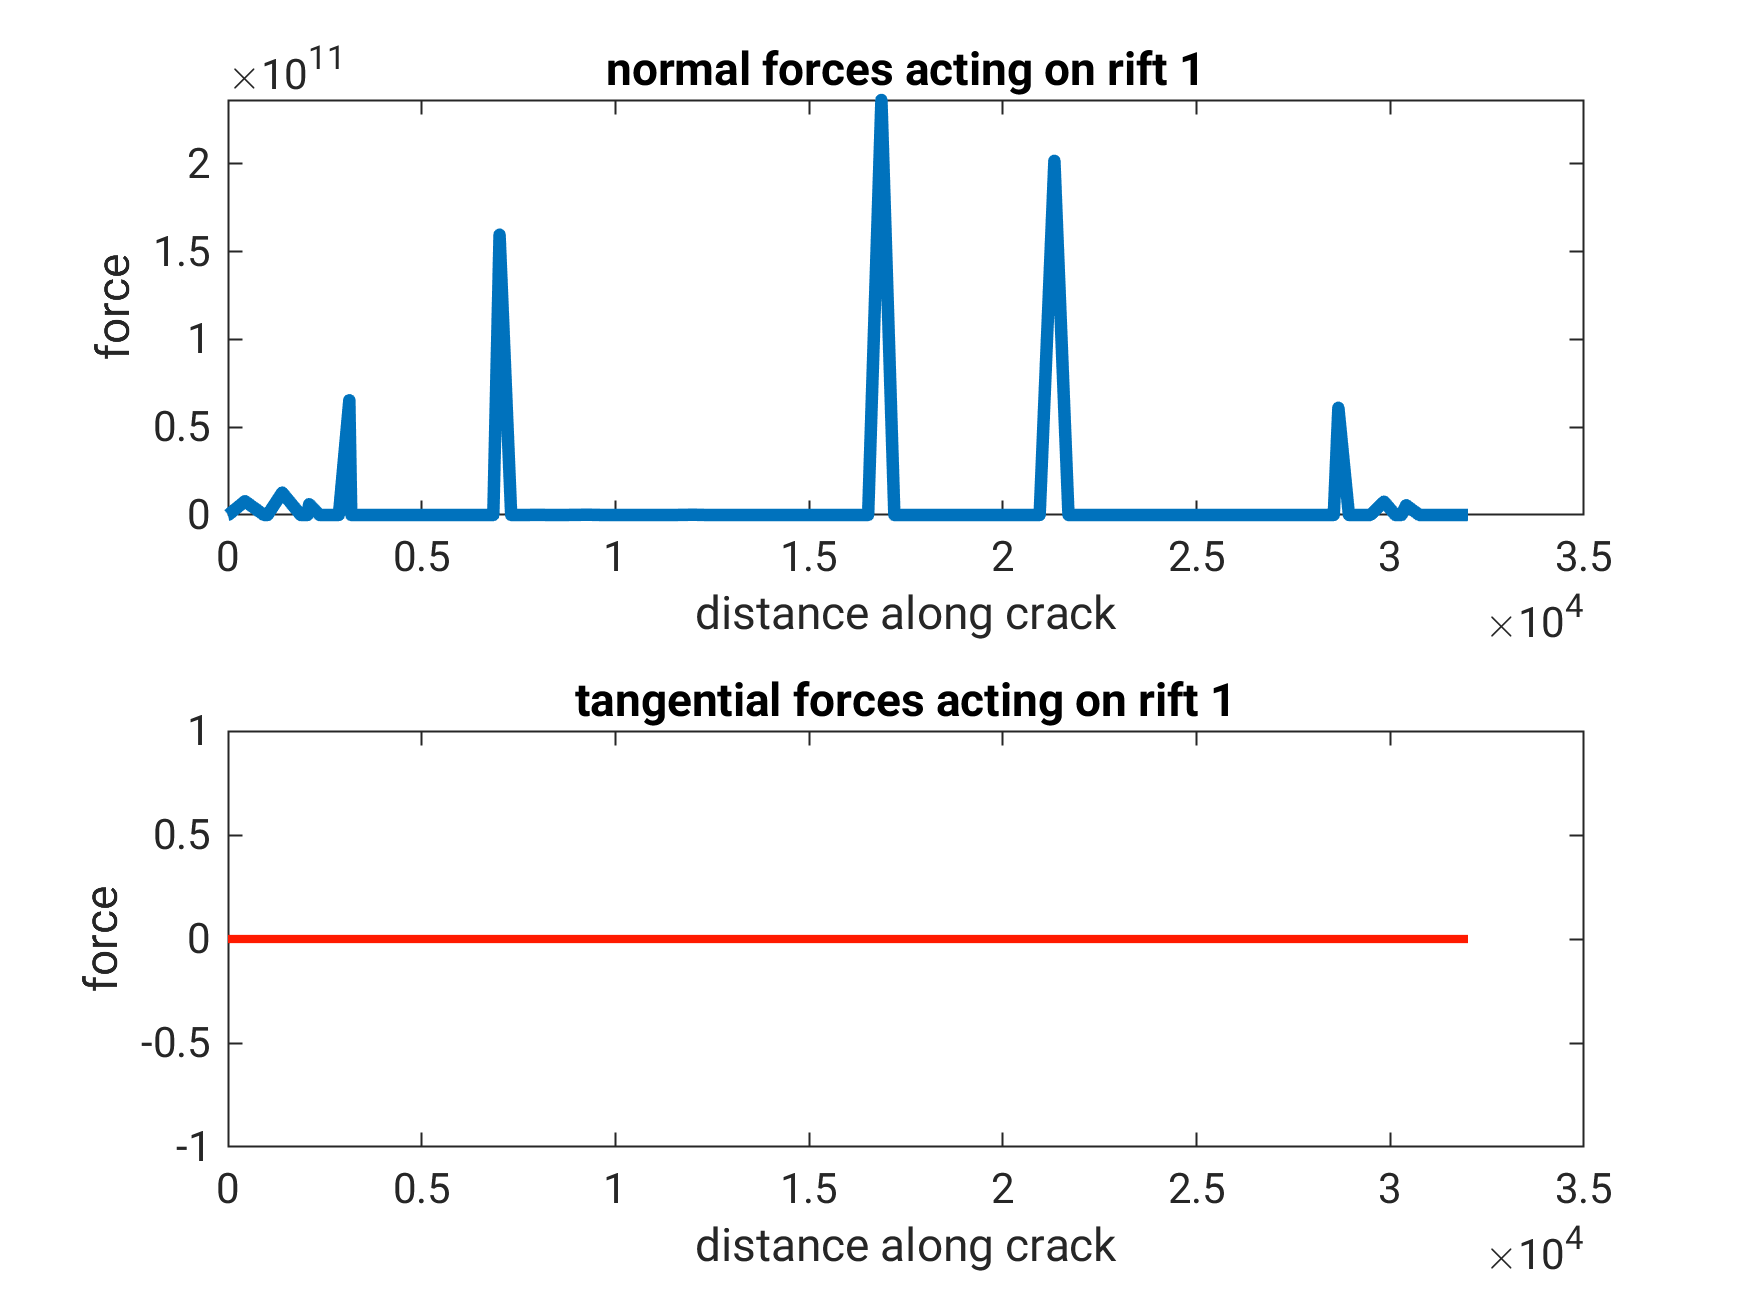 ×10^11
normal forces acting on rift 1
2
1.5
1
0.5
0
force
0 0.5 1 1.5 2 2.5 3 3.5
distance along crack
×10^4
tangential forces acting on rift 1
1
0.5
0
-0.5
-1
force
0 0.5 1 1.5 2 2.5 3 3.5
distance along crack
×10^4